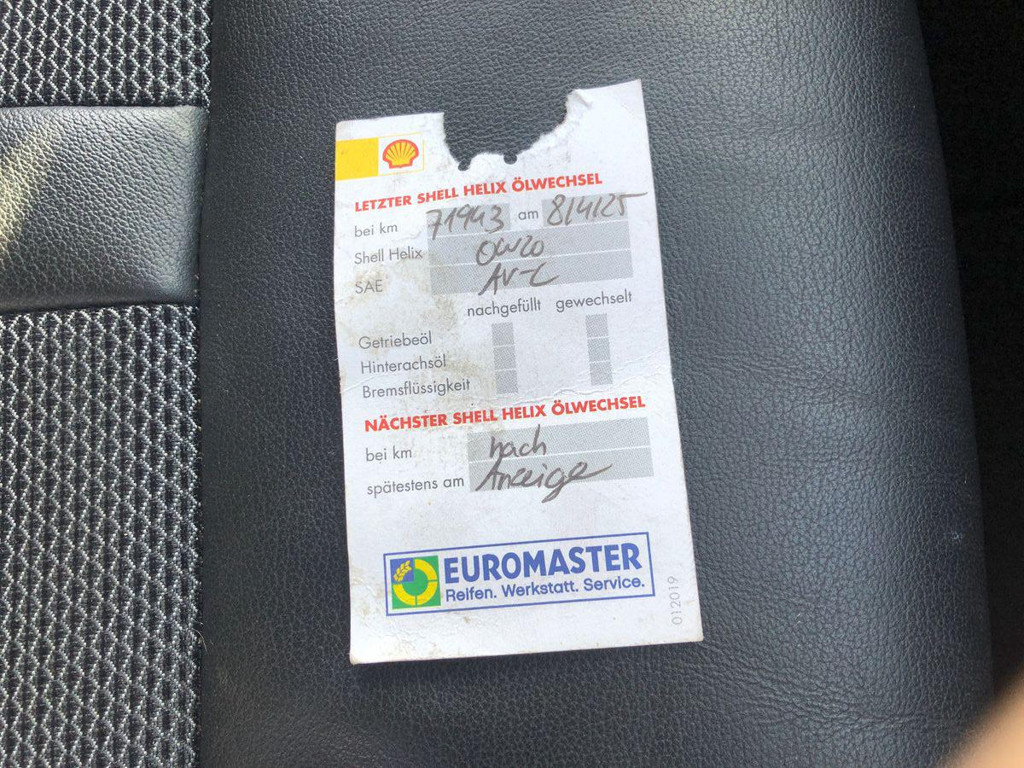 LETZTER SHELL HELIX ÖLWECHSEL
bei km 71943 am 8/4/25
Shell Helix 0W20
SAE AV-L
nachgefüllt gewechselt
Getriebeöl
Hinterachsöl
Bremsflüssigkeit
NÄCHSTER SHELL HELIX ÖLWECHSEL
bei km nach
spätestens am Anzeige
EUROMASTER
Reifen. Werkstatt. Service.
012019